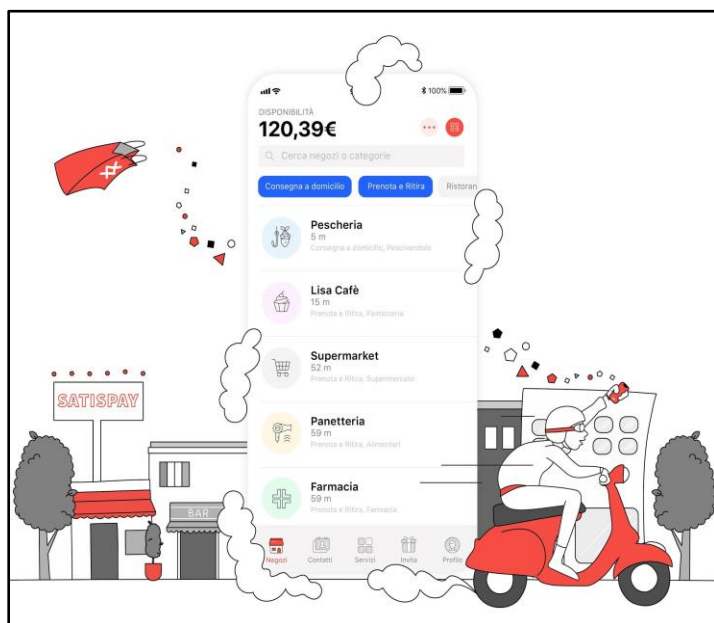 100%
DISPONIBILITÀ
120,39€
Cerca negozi o categorie
Consegna a domicilio
Prenota e Ritira
Ristoran
Pescheria
5 m
Consegna a domicilio, Pescivendolo
Lisa Cafè
15 m
Prenota e Ritira, Pasticceria
Supermarket
52 m
Prenota e Ritira, Supermercato
Panetteria
59 m
Prenota e Ritira, Alimentari
Farmacia
59 m
Prenota e Ritira, Farmacia
Negozi
Contatti
Servizi
Invita
Profilo
SATISPAY
BAR